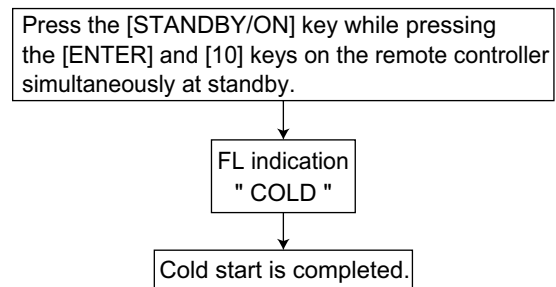 Press the [STANDBY/ON] key while pressing
the [ENTER] and [10] keys on the remote controller
simultaneously at standby.
FL indication
" COLD "
Cold start is completed.